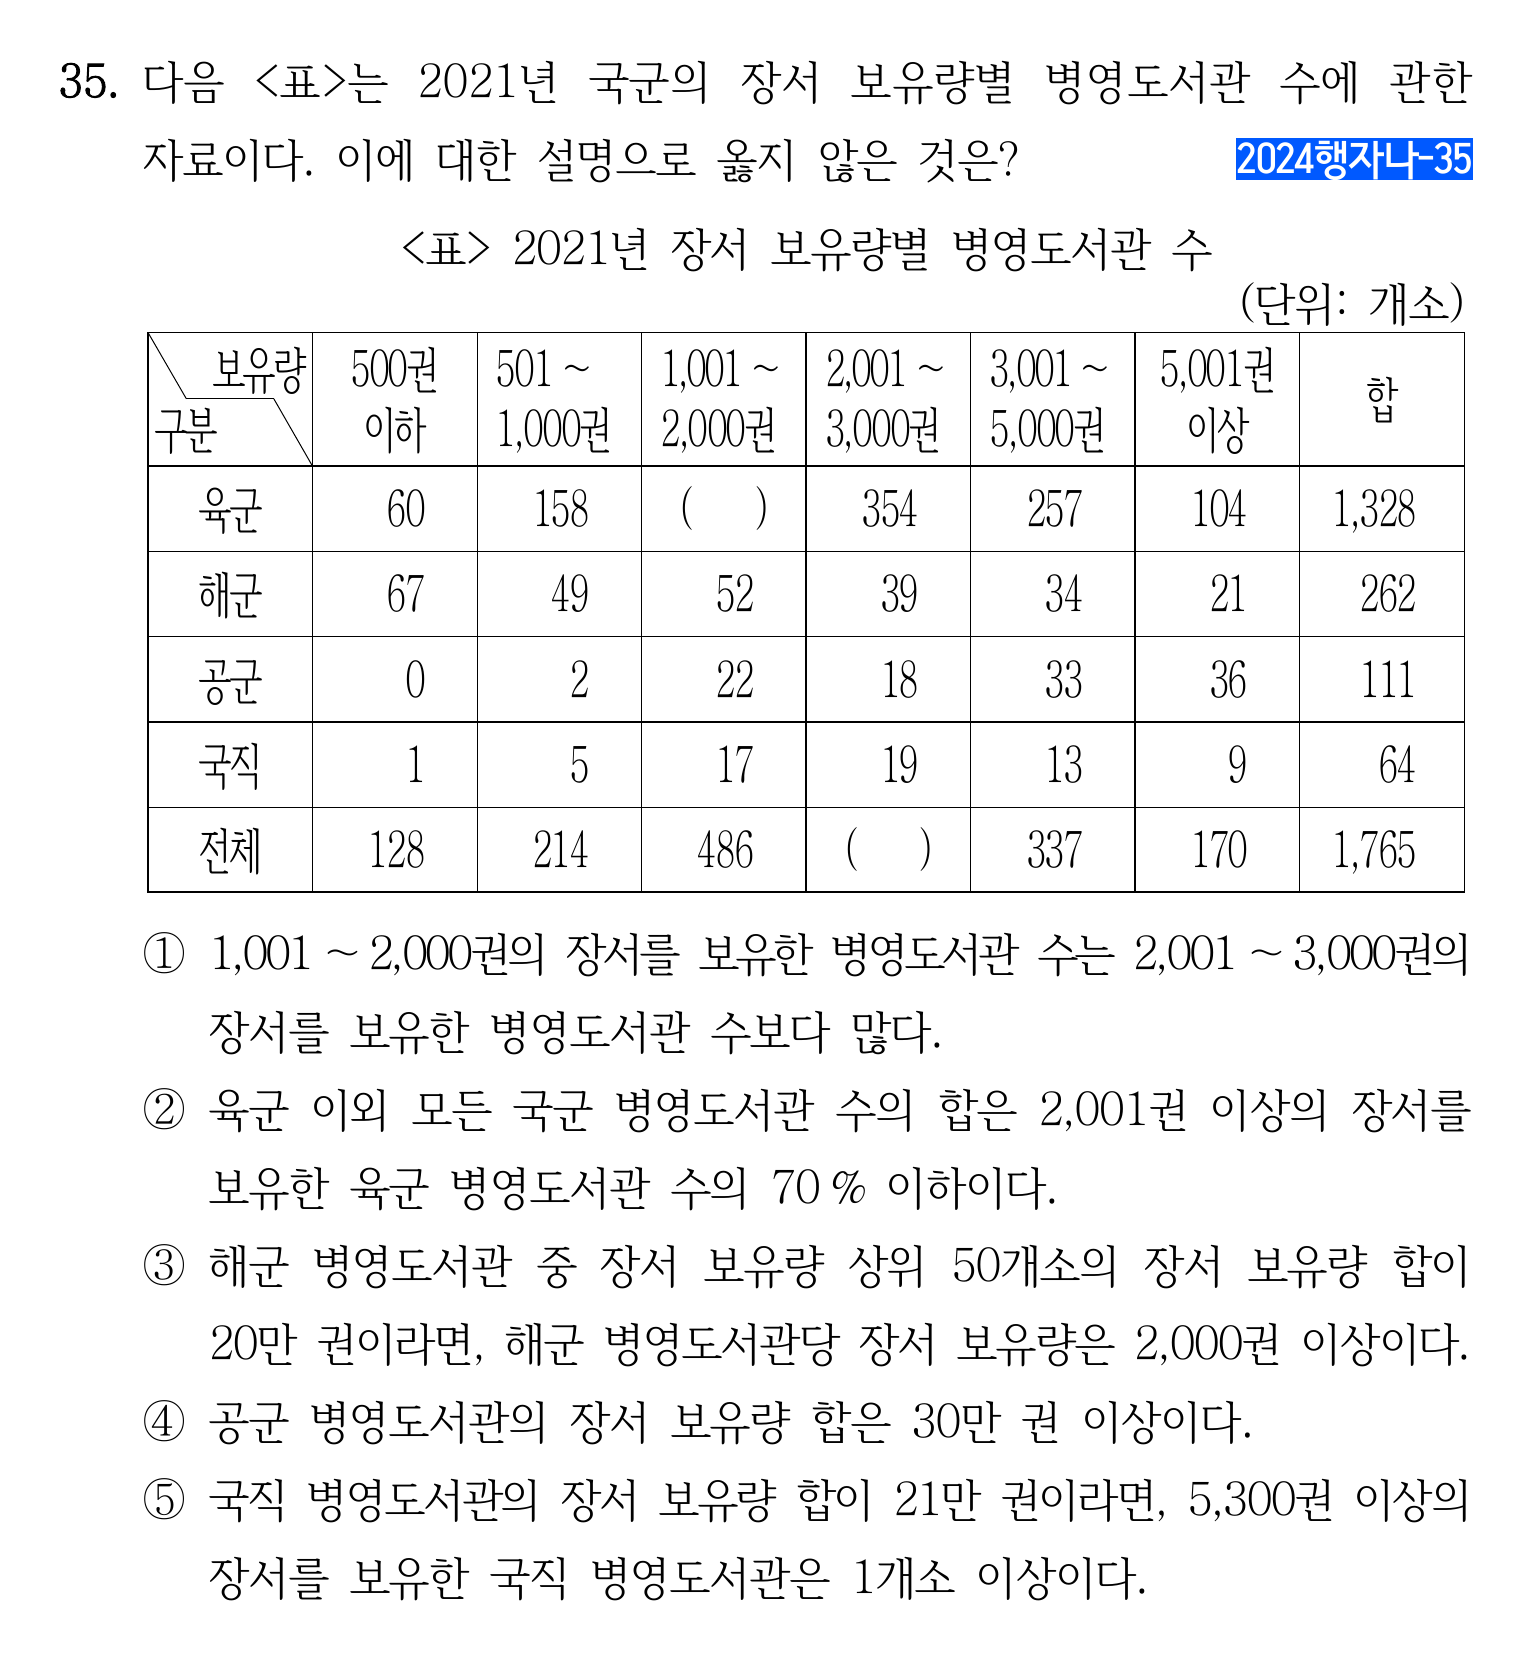 35. 다음 <표>는 2021년 국군의 장서 보유량별 병영도서관 수에 관한
자료이다. 이에 대한 설명으로 옳지 않은 것은? 2024행자나-35
<표> 2021년 장서 보유량별 병영도서관 수
(단위: 개소)
보유량 500권 501 ~ 1,001 ~ 2,001 ~ 3,001 ~ 5,001권 합
구분 이하 1,000권 2,000권 3,000권 5,000권 이상
육군 60 158 ( ) 354 257 104 1,328
해군 67 49 52 39 34 21 262
공군 0 2 22 18 33 36 111
국직 1 5 17 19 13 9 64
전체 128 214 486 ( ) 337 170 1,765
① 1,001 ~ 2,000권의 장서를 보유한 병영도서관 수는 2,001 ~ 3,000권의
장서를 보유한 병영도서관 수보다 많다.
② 육군 이외 모든 국군 병영도서관 수의 합은 2,001권 이상의 장서를
보유한 육군 병영도서관 수의 70 % 이하이다.
③ 해군 병영도서관 중 장서 보유량 상위 50개소의 장서 보유량 합이
20만 권이라면, 해군 병영도서관당 장서 보유량은 2,000권 이상이다.
④ 공군 병영도서관의 장서 보유량 합은 30만 권 이상이다.
⑤ 국직 병영도서관의 장서 보유량 합이 21만 권이라면, 5,300권 이상의
장서를 보유한 국직 병영도서관은 1개소 이상이다.